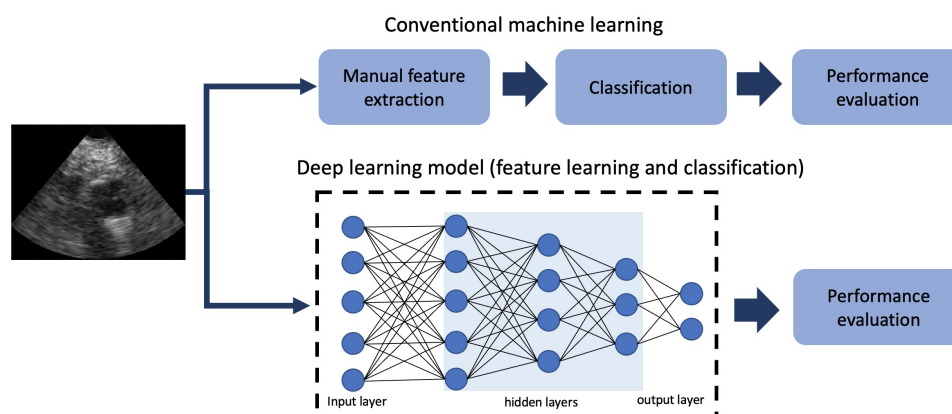 Conventional machine learning
Manual feature
extraction
Classification
Performance
evaluation
Deep learning model (feature learning and classification)
Input layer
hidden layers
output layer
Performance
evaluation